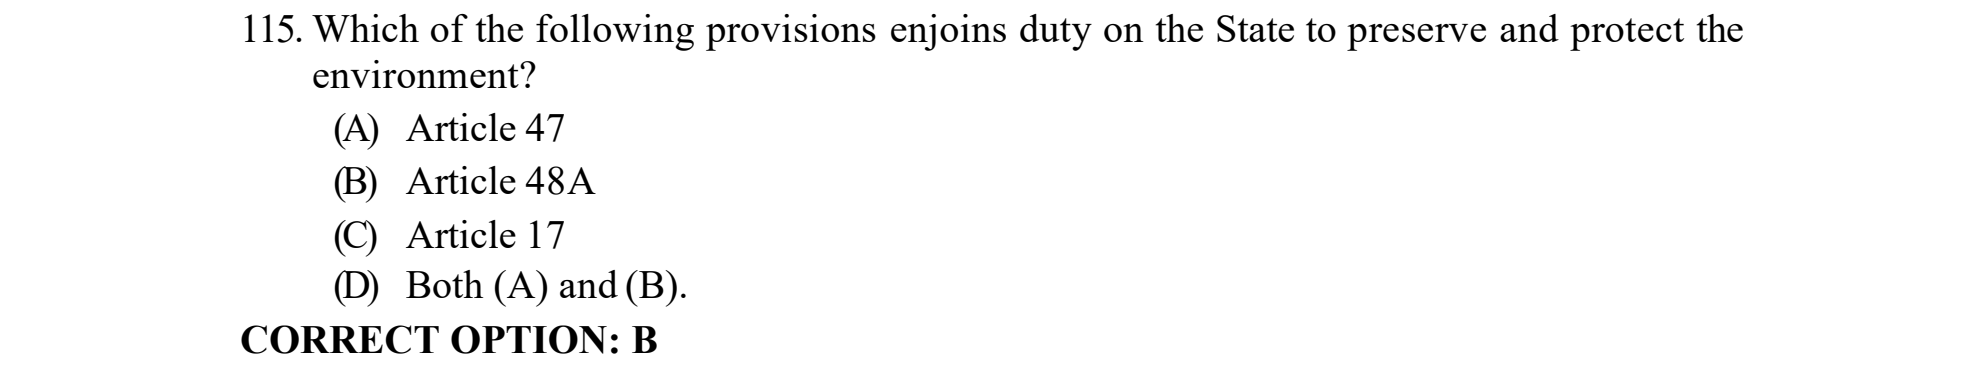 115. Which of the following provisions enjoins duty on the State to preserve and protect the
environment?
(A) Article 47
(B) Article 48A
(C) Article 17
(D) Both (A) and (B).
CORRECT OPTION: B